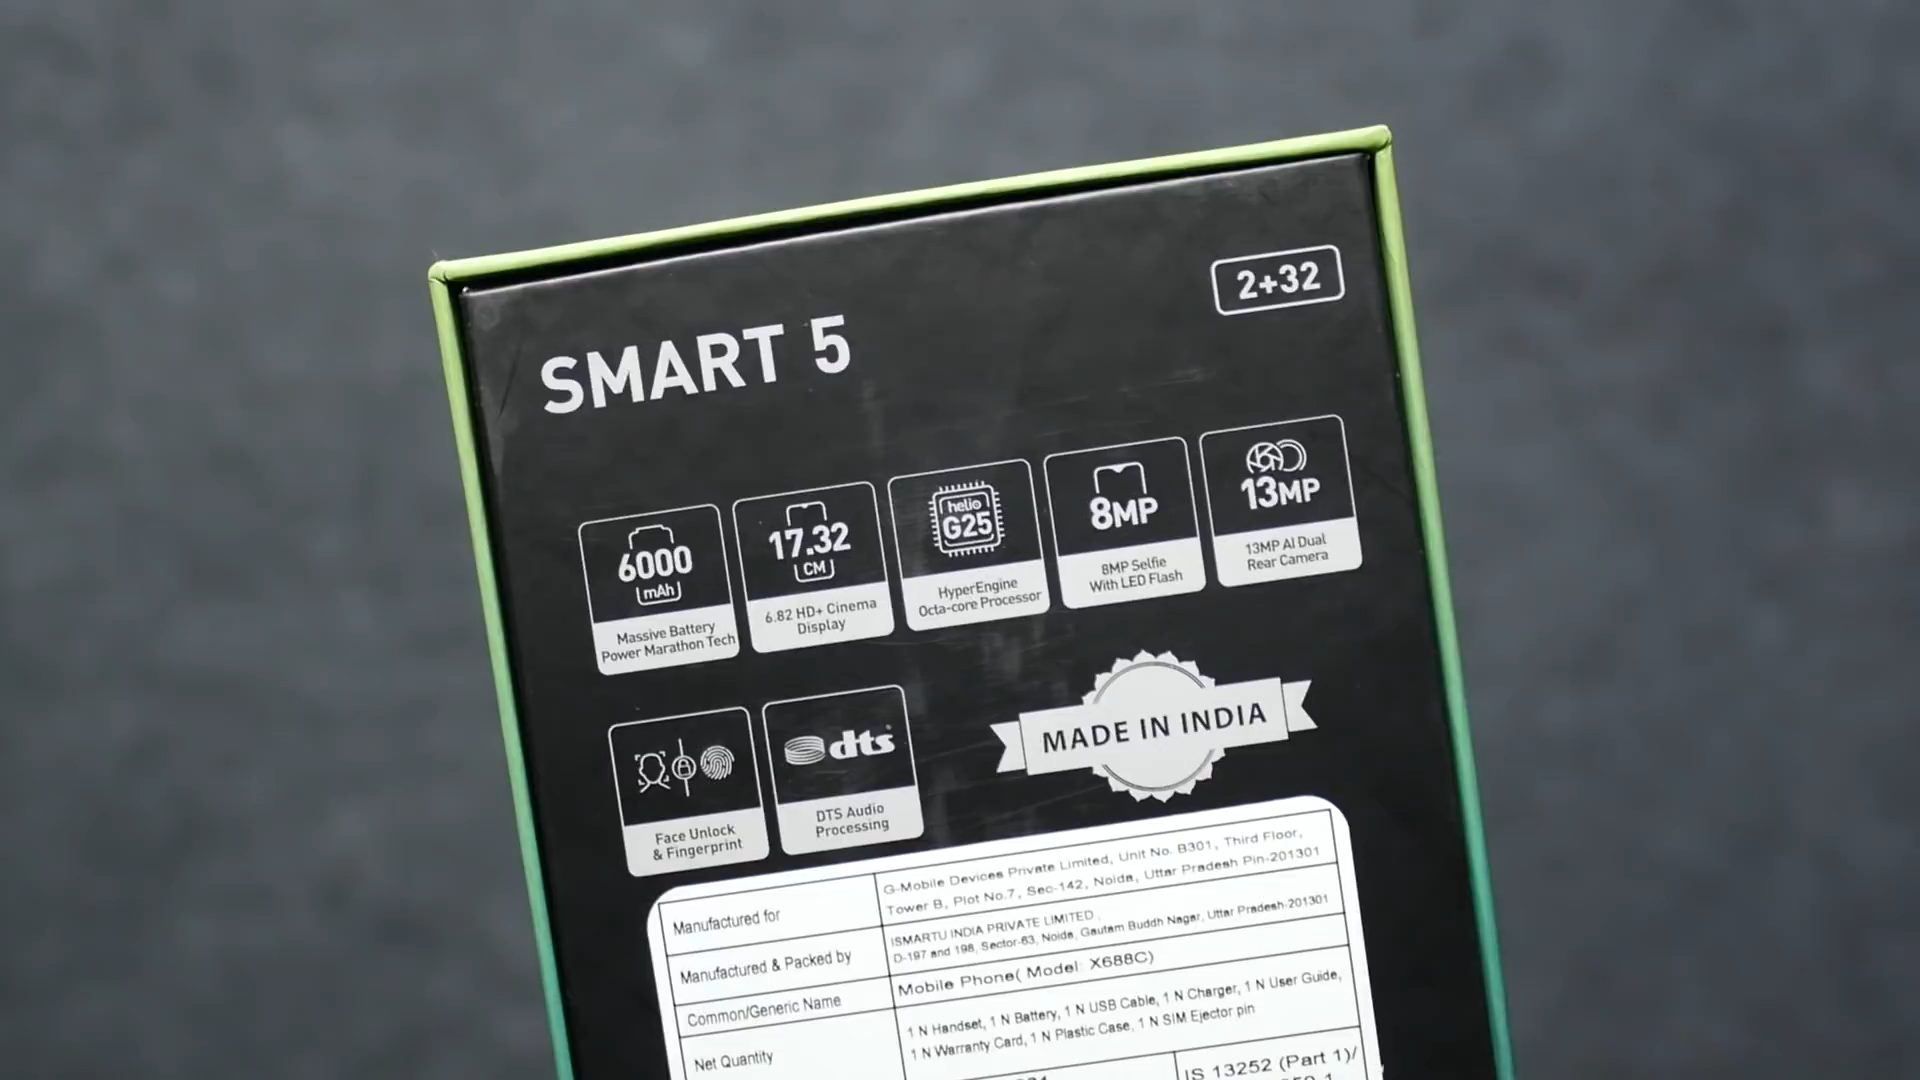 2+32
SMART 5
6000
mAh
Massive Battery
Power Marathon Tech
17.32
CM
6.82 HD+ Cinema
Display
helio
G25
HyperEngine
Octa-core Processor
8MP
8MP Selfie
With LED Flash
13MP
13MP AI Dual
Rear Camera
Face Unlock
& Fingerprint
dts
DTS Audio
Processing
MADE IN INDIA
Manufactured for
G-Mobile Devices Private Limited, Unit No. B301, Third Floor,
Tower B, Plot No.7, Sec-142, Noida, Uttar Pradesh Pin-201301
Manufactured & Packed by
ISMARTU INDIA PRIVATE LIMITED ,
D-197 and 198, Sector-63, Noida, Gautam Buddh Nagar, Uttar Pradesh-201301
Common/Generic Name
Mobile Phone( Model: X688C)
Net Quantity
1 N Handset, 1 N Battery, 1 N USB Cable, 1 N Charger, 1 N User Guide,
1 N Warranty Card, 1 N Plastic Case, 1 N SIM Ejector pin
IS 13252 (Part 1)/